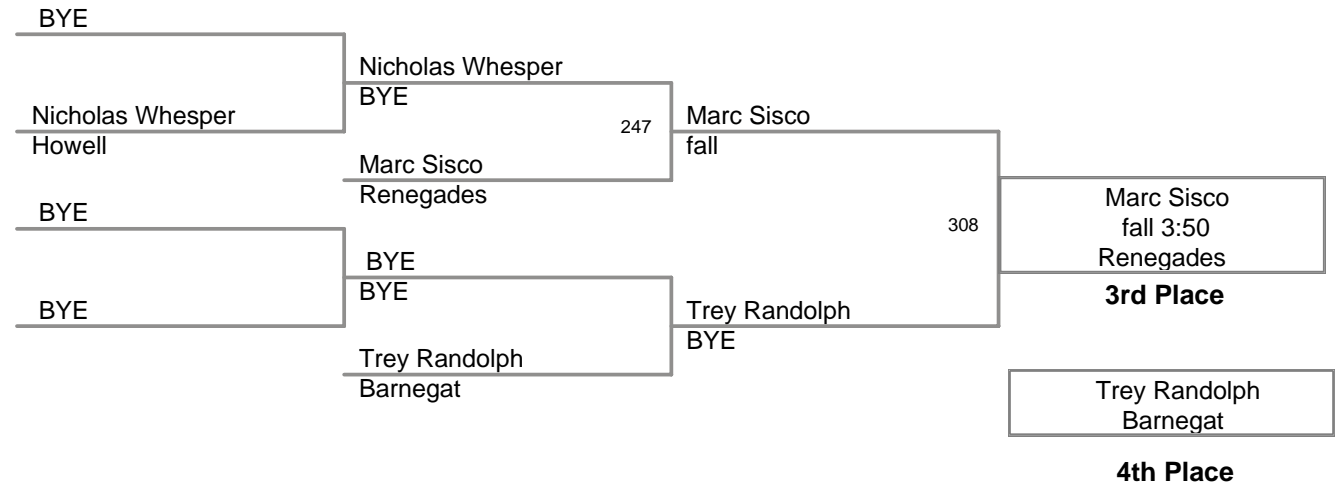 BYE
Nicholas Whesper
Howell
BYE
BYE
Nicholas Whesper
BYE
Marc Sisco
Renegades
BYE
BYE
Trey Randolph
Barnegat
247
Marc Sisco
fall
Trey Randolph
BYE
308
Marc Sisco
fall 3:50
Renegades
3rd Place
Trey Randolph
Barnegat
4th Place